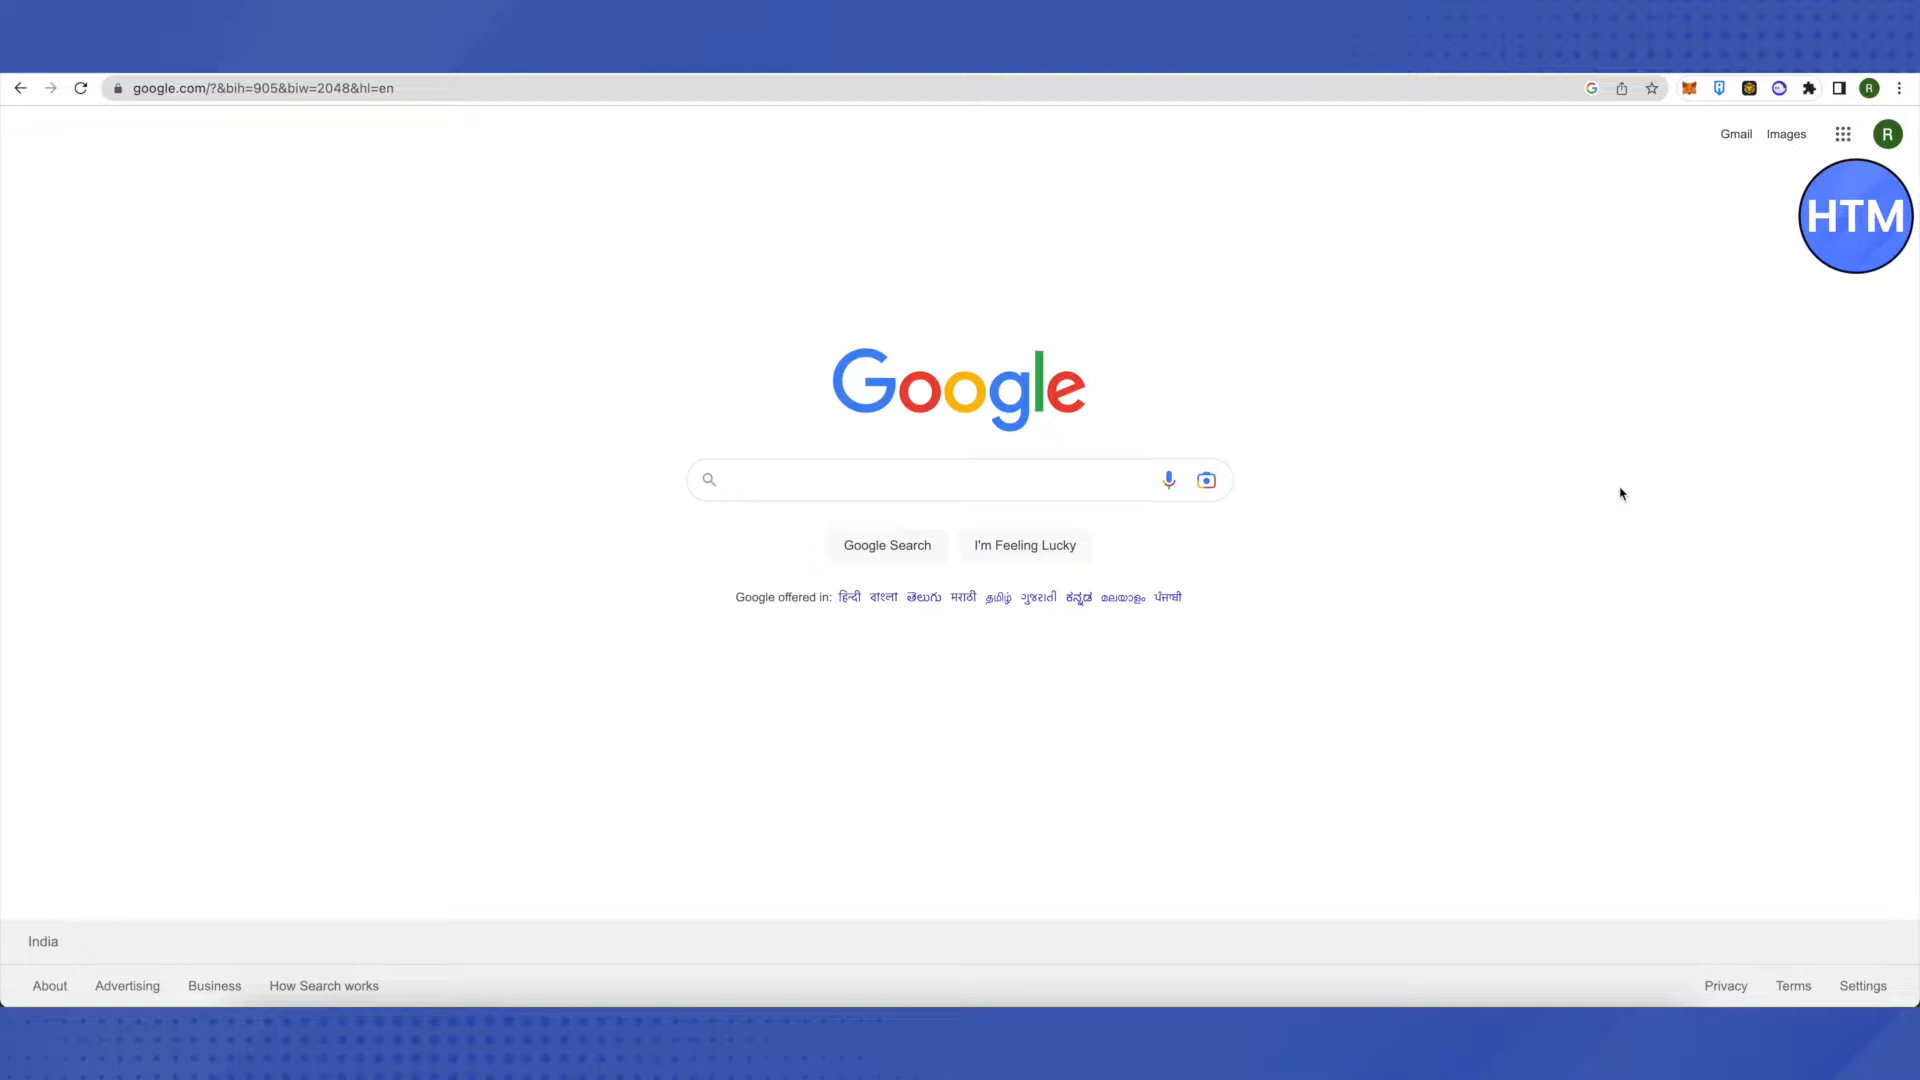 google.com/?&bih=905&biw=2048&hl=en
R
Gmail Images
R
HTM
Google
Google Search I'm Feeling Lucky
Google offered in: हिन्दी বাংলা తెలుగు मराठी தமிழ் ગુજરાતી ಕನ್ನಡ മലയാളം ਪੰਜਾਬੀ
India
About Advertising Business How Search works Privacy Terms Settings